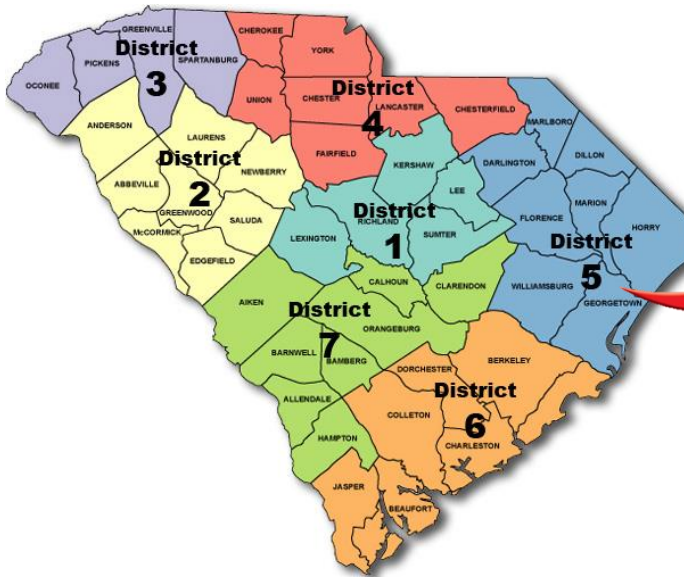 GREENVILLE
CHEROKEE
YORK
PICKENS
District
3
SPARTANBURG
OCONEE
UNION
CHESTER
District
4
LANCASTER
CHESTERFIELD
MARLBORO
ANDERSON
LAURENS
FAIRFIELD
KERSHAW
DARLINGTON
DILLON
District
2
NEWBERRY
ABBEVILLE
GREENWOOD
LEE
MARION
SALUDA
District
1
RICHLAND
FLORENCE
HORRY
McCORMICK
LEXINGTON
SUMTER
District
5
EDGEFIELD
CALHOUN
CLARENDON
WILLIAMSBURG
GEORGETOWN
AIKEN
District
7
ORANGEBURG
BARNWELL
BAMBERG
DORCHESTER
BERKELEY
ALLENDALE
COLLETON
District
6
CHARLESTON
HAMPTON
JASPER
BEAUFORT